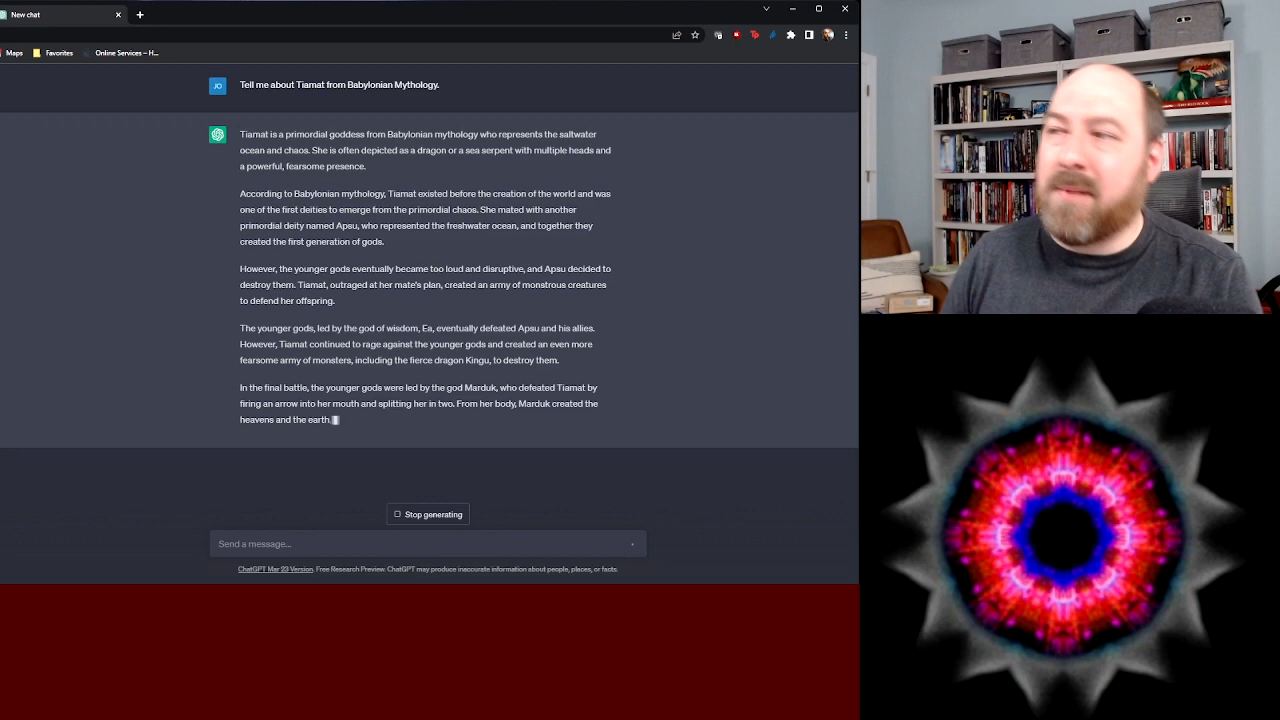 New chat
Maps Favorites Online Services – H...
JO Tell me about Tiamat from Babylonian Mythology.
Tiamat is a primordial goddess from Babylonian mythology who represents the saltwater
ocean and chaos. She is often depicted as a dragon or a sea serpent with multiple heads and
a powerful, fearsome presence.
According to Babylonian mythology, Tiamat existed before the creation of the world and was
one of the first deities to emerge from the primordial chaos. She mated with another
primordial deity named Apsu, who represented the freshwater ocean, and together they
created the first generation of gods.
However, the younger gods eventually became too loud and disruptive, and Apsu decided to
destroy them. Tiamat, outraged at her mate's plan, created an army of monstrous creatures
to defend her offspring.
The younger gods, led by the god of wisdom, Ea, eventually defeated Apsu and his allies.
However, Tiamat continued to rage against the younger gods and created an even more
fearsome army of monsters, including the fierce dragon Kingu, to destroy them.
In the final battle, the younger gods were led by the god Marduk, who defeated Tiamat by
firing an arrow into her mouth and splitting her in two. From her body, Marduk created the
heavens and the earth.
Stop generating
Send a message...
ChatGPT Mar 23 Version. Free Research Preview. ChatGPT may produce inaccurate information about people, places, or facts.